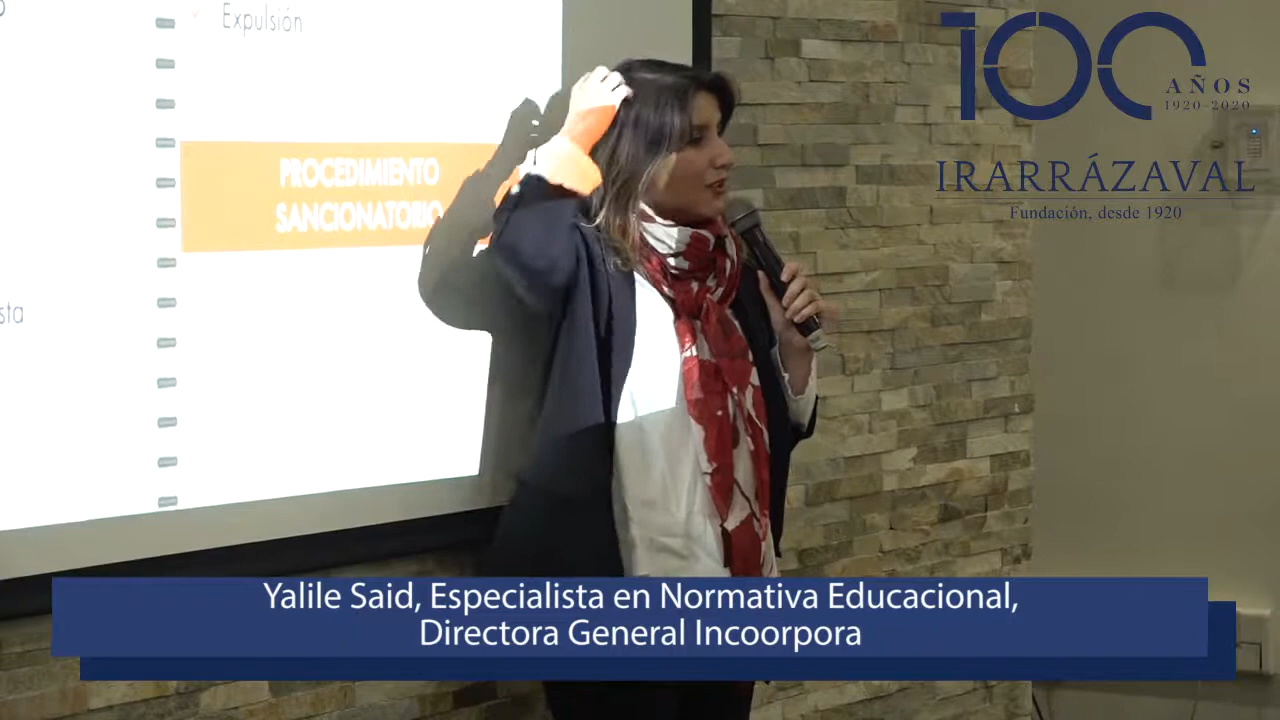 Expulsión
PROCEDIMIENTO
SANCIONATORIO
sta
100
AÑOS
1920-2020
IRARRÁZAVAL
Fundación, desde 1920
Yalile Said, Especialista en Normativa Educacional,
Directora General Incoorpora